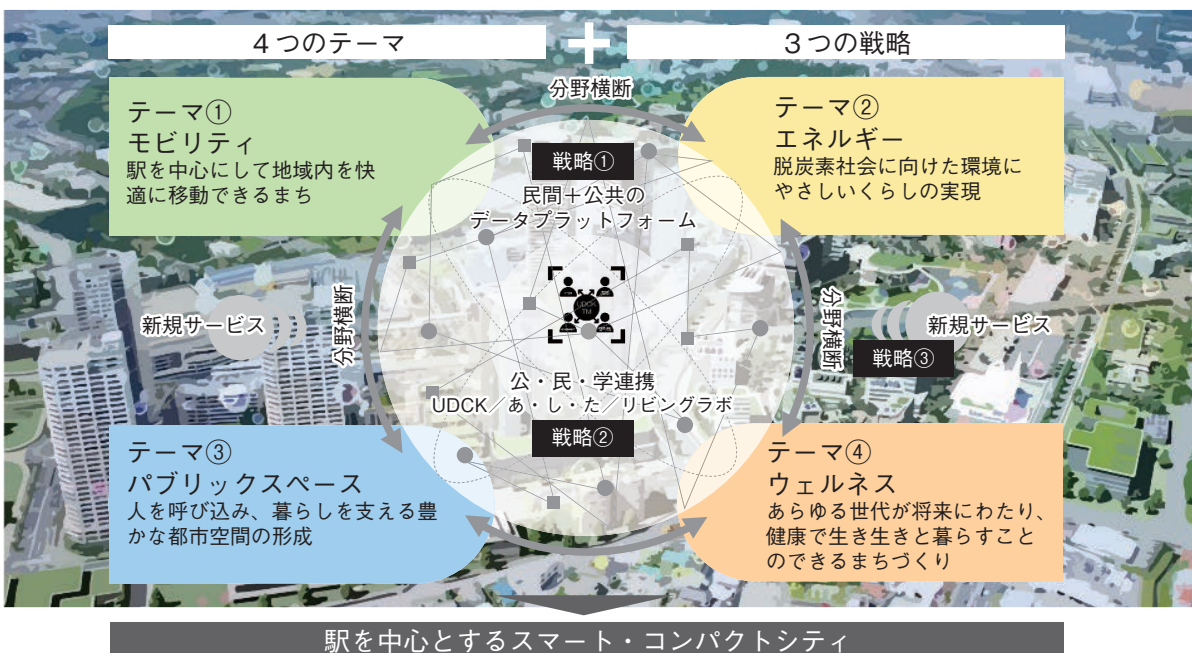 4つのテーマ
+
3つの戦略
分野横断
テーマ①
モビリティ
駅を中心にして地域内を快
適に移動できるまち
テーマ②
エネルギー
脱炭素社会に向けた環境に
やさしいくらしの実現
戦略①
民間＋公共の
データプラットフォーム
新規サービス
分野横断
udck
TM
分野横断
新規サービス
戦略③
公・民・学連携
UDCK／あ・し・た／リビングラボ
戦略②
テーマ③
パブリックスペース
人を呼び込み、暮らしを支える豊
かな都市空間の形成
テーマ④
ウェルネス
あらゆる世代が将来にわたり、
健康で生き生きと暮らすこと
のできるまちづくり
駅を中心とするスマート・コンパクトシティ